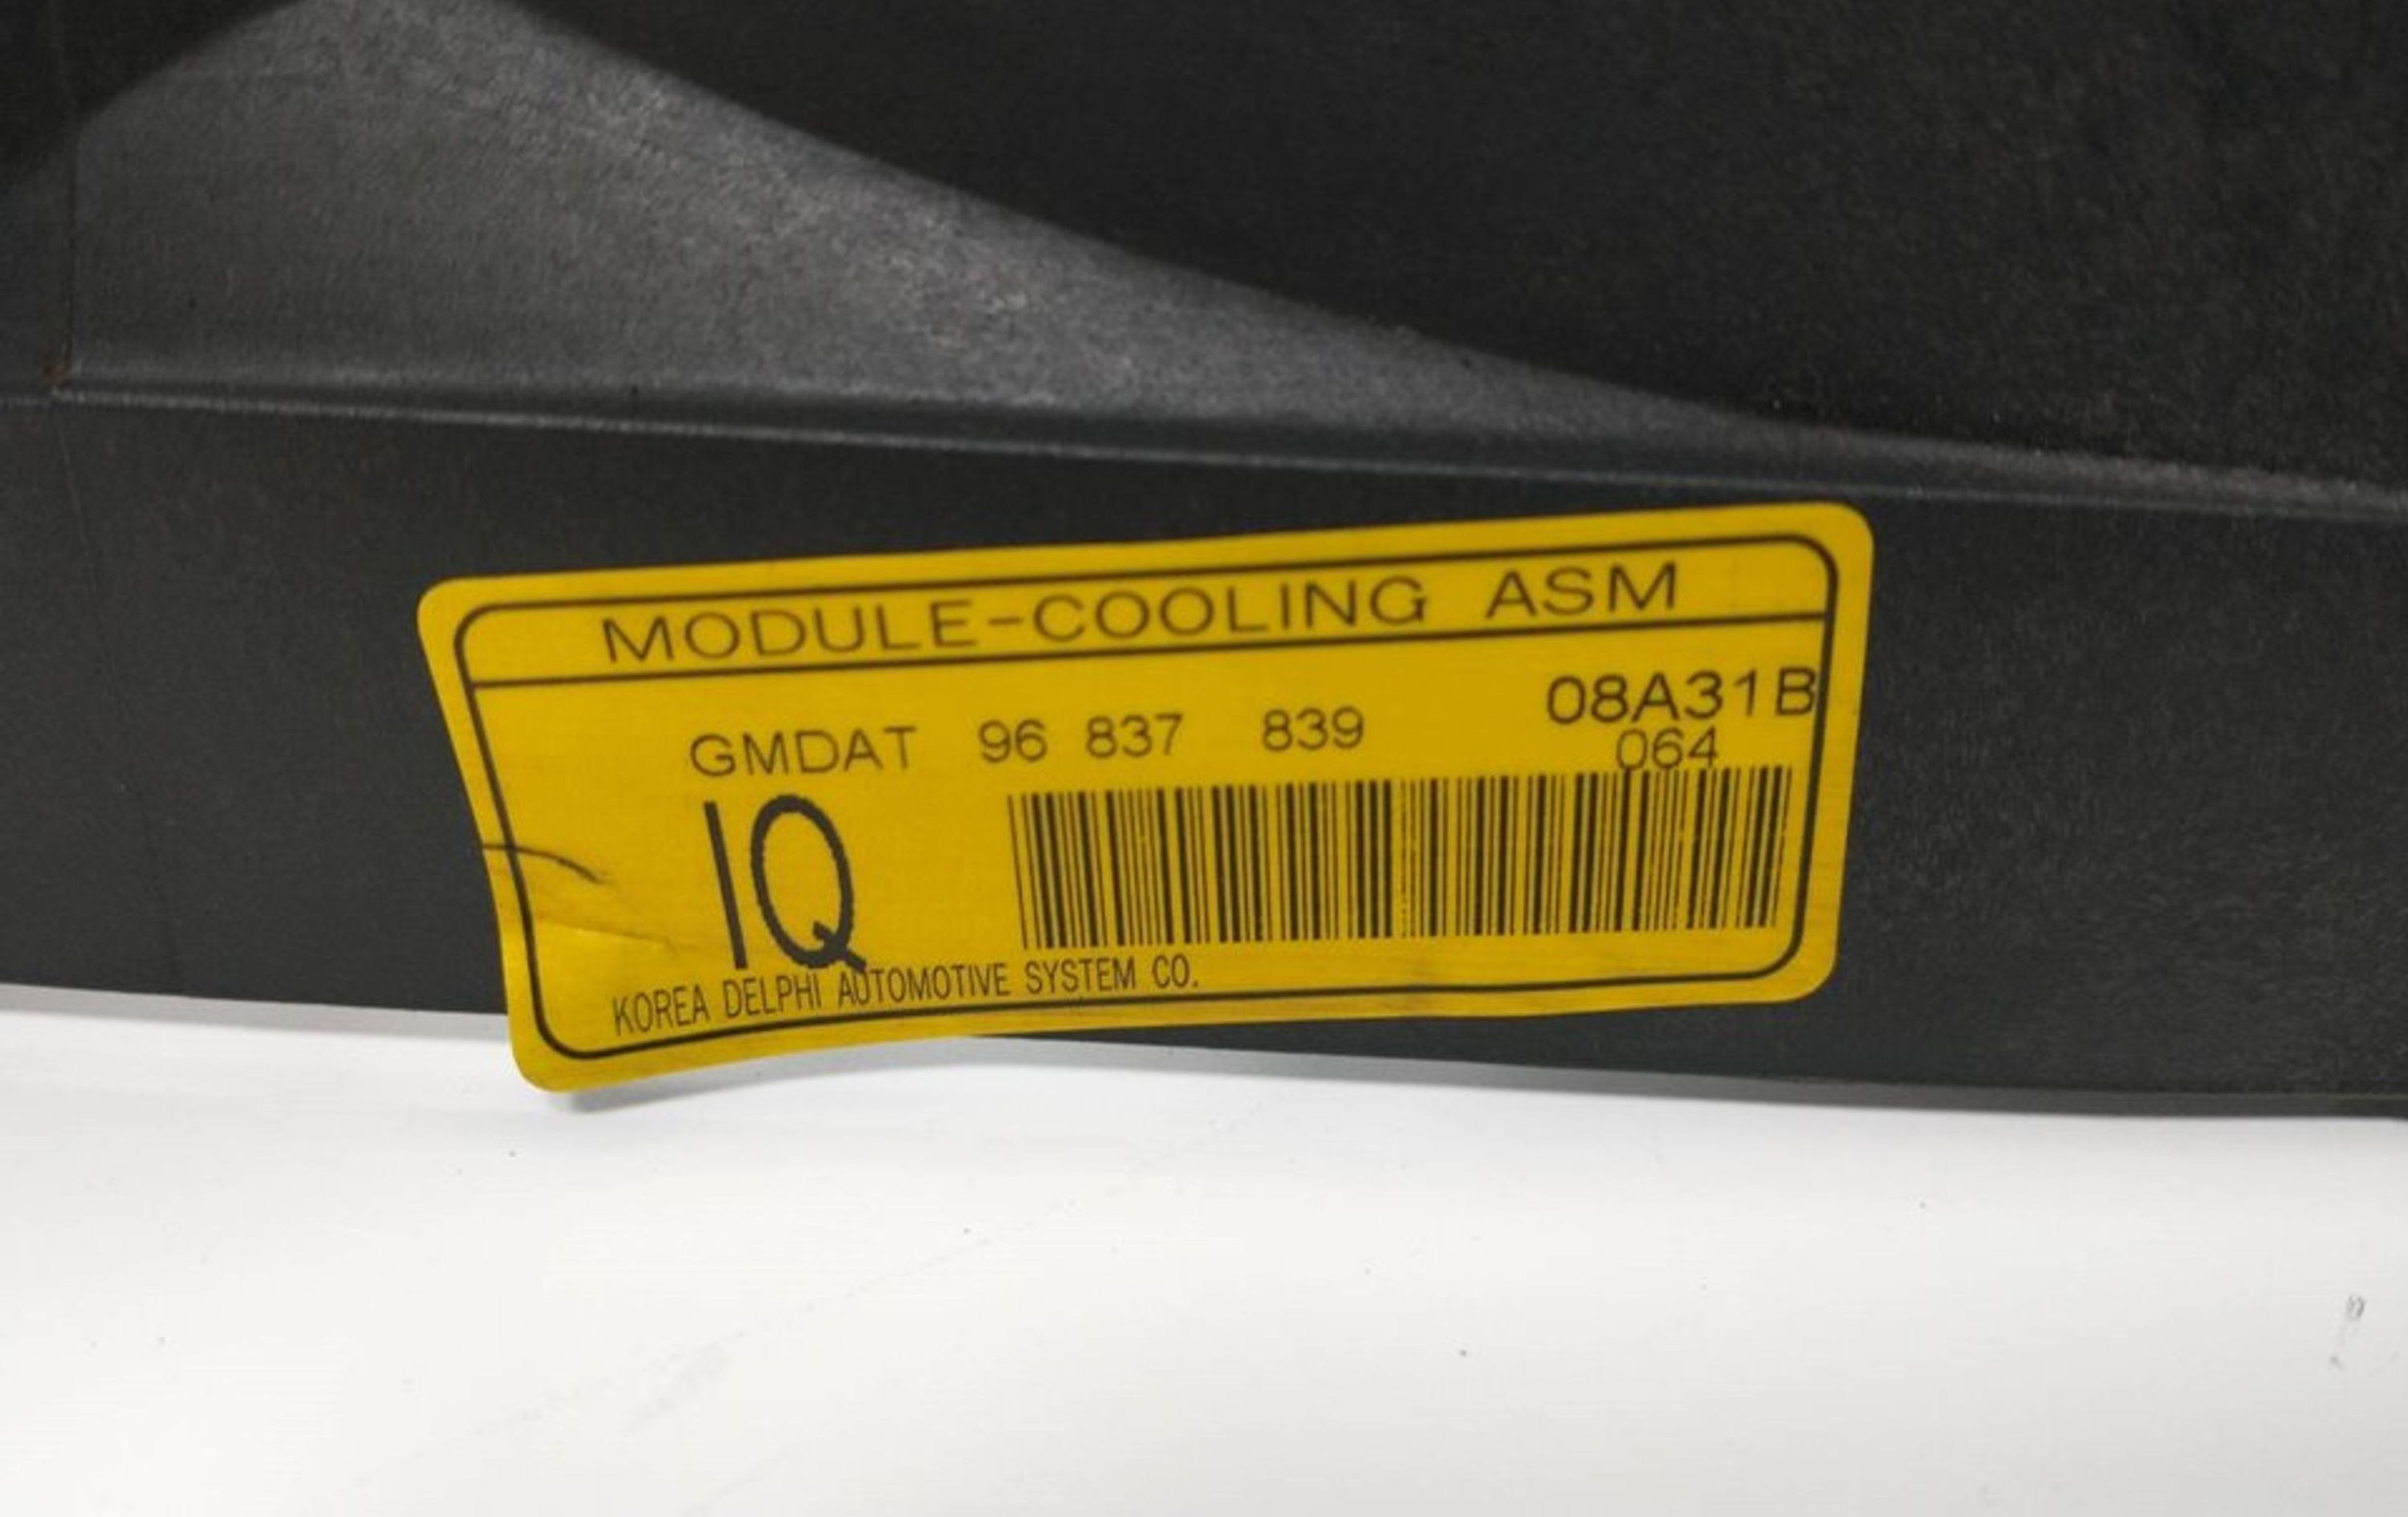 MODULE-COOLING ASM
08A31B
GMDAT 96 837 839
064
IQ
KOREA DELPHI AUTOMOTIVE SYSTEM CO.